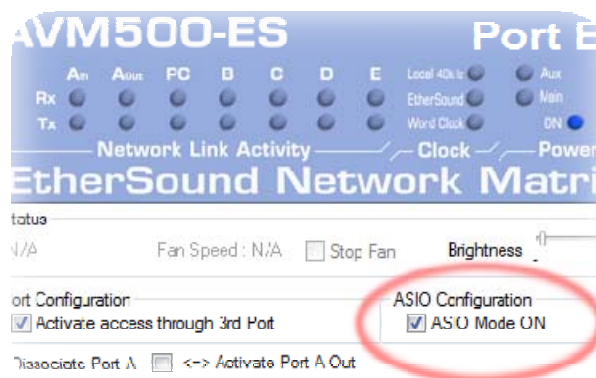 AVM500-ES
Port E
Ain Aout PC B C D E
Local 40k Hz
Aux
Rx
EtherSound
Main
Tx
Word Clock
ON
Network Link Activity
Clock
Power
EtherSound Network Matri
tatus
N/A
Fan Speed : N/A
Stop Fan
Brightness
ort Configuration
Activate access through 3rd Port
ASIO Configuration
ASIO Mode ON
Dissociate Port A
<-> Activate Port A Out